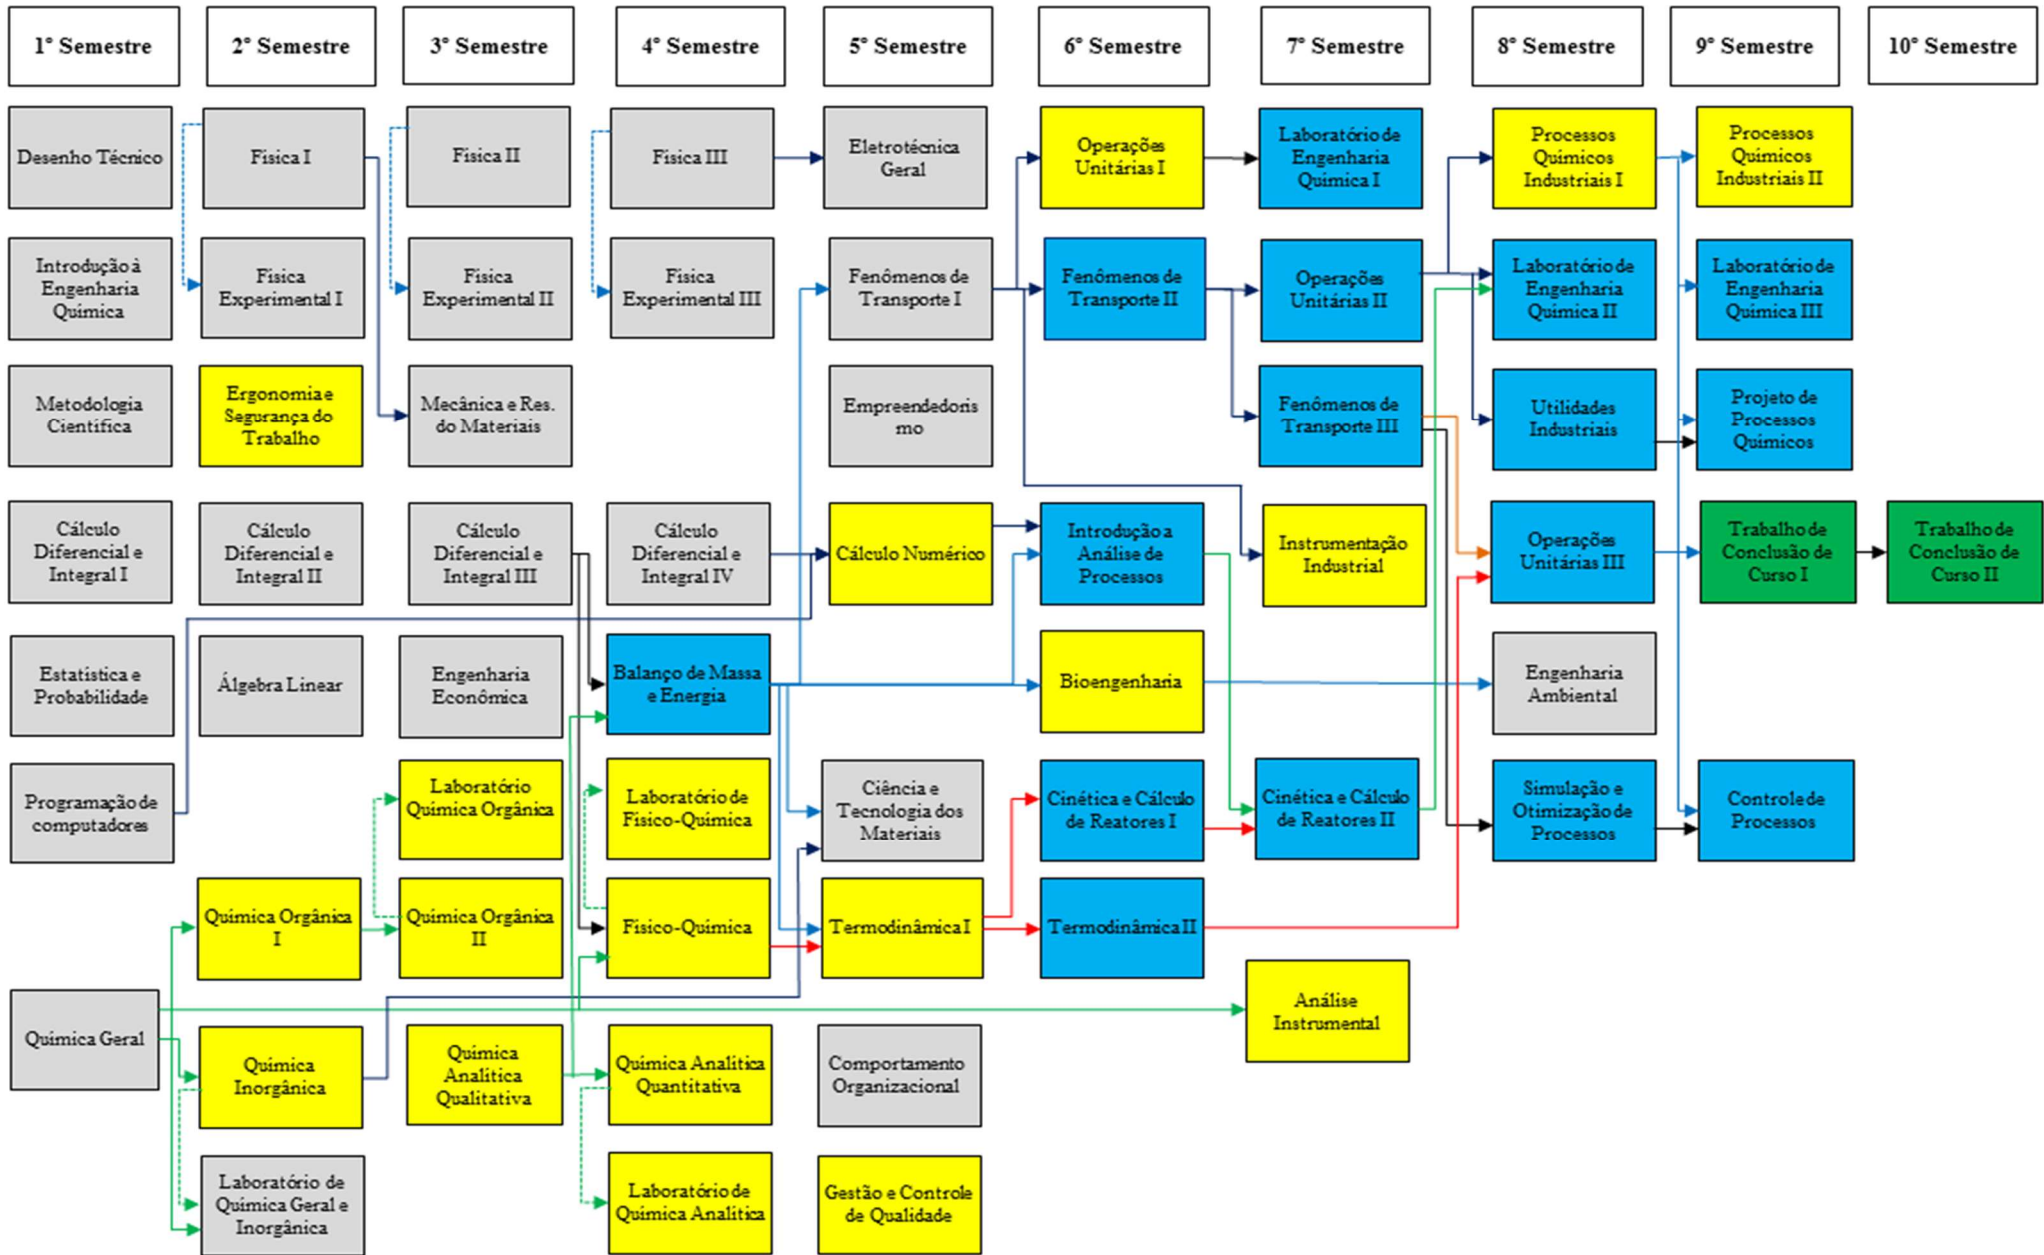 1° Semestre
2° Semestre
3° Semestre
4° Semestre
5° Semestre
6° Semestre
7° Semestre
8° Semestre
9° Semestre
10° Semestre
Desenho Técnico
Física I
Física II
Física III
Eletrotécnica
Geral
Operações
Unitárias I
Laboratório de
Engenharia
Química I
Processos
Químicos
Industriais I
Processos
Químicos
Industriais II
Introdução à
Engenharia
Química
Física
Experimental I
Física
Experimental II
Física
Experimental III
Fenômenos de
Transporte I
Fenômenos de
Transporte II
Operações
Unitárias II
Laboratório de
Engenharia
Química II
Laboratório de
Engenharia
Química III
Metodologia
Científica
Ergonomia e
Segurança do
Trabalho
Mecânica e Res.
do Materiais
Empreendedoris
mo
Fenômenos de
Transporte III
Utilidades
Industriais
Projeto de
Processos
Químicos
Cálculo
Diferencial e
Integral I
Cálculo
Diferencial e
Integral II
Cálculo
Diferencial e
Integral III
Cálculo
Diferencial e
Integral IV
Cálculo Numérico
Introdução a
Análise de
Processos
Instrumentação
Industrial
Operações
Unitárias III
Trabalho de
Conclusão de
Curso I
Trabalho de
Conclusão de
Curso II
Estatística e
Probabilidade
Álgebra Linear
Engenharia
Econômica
Balanço de Massa
e Energia
Bioengenharia
Engenharia
Ambiental
Programação de
computadores
Laboratório
Química Orgânica
Laboratório de
Físico-Química
Ciência e
Tecnologia dos
Materiais
Cinética e Cálculo
de Reatores I
Cinética e Cálculo
de Reatores II
Simulação e
Otimização de
Processos
Controle de
Processos
Química Orgânica
I
Química Orgânica
II
Físico-Química
Termodinâmica I
Termodinâmica II
Química Geral
Química
Inorgânica
Química
Analítica
Qualitativa
Química Analítica
Quantitativa
Comportamento
Organizacional
Análise
Instrumental
Laboratório de
Química Geral e
Inorgânica
Laboratório de
Química Analítica
Gestão e Controle
de Qualidade